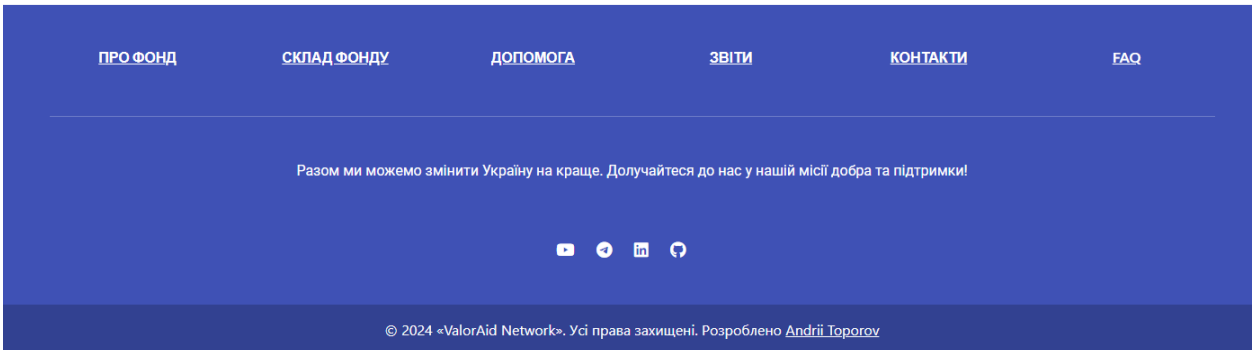 ПРО ФОНД СКЛАД ФОНДУ ДОПОМОГА ЗВІТИ КОНТАКТИ FAQ
Разом ми можемо змінити Україну на краще. Долучайтеся до нас у нашій місії добра та підтримки!
in
© 2024 «ValorAid Network». Усі права захищені. Розроблено Andrii Toporov